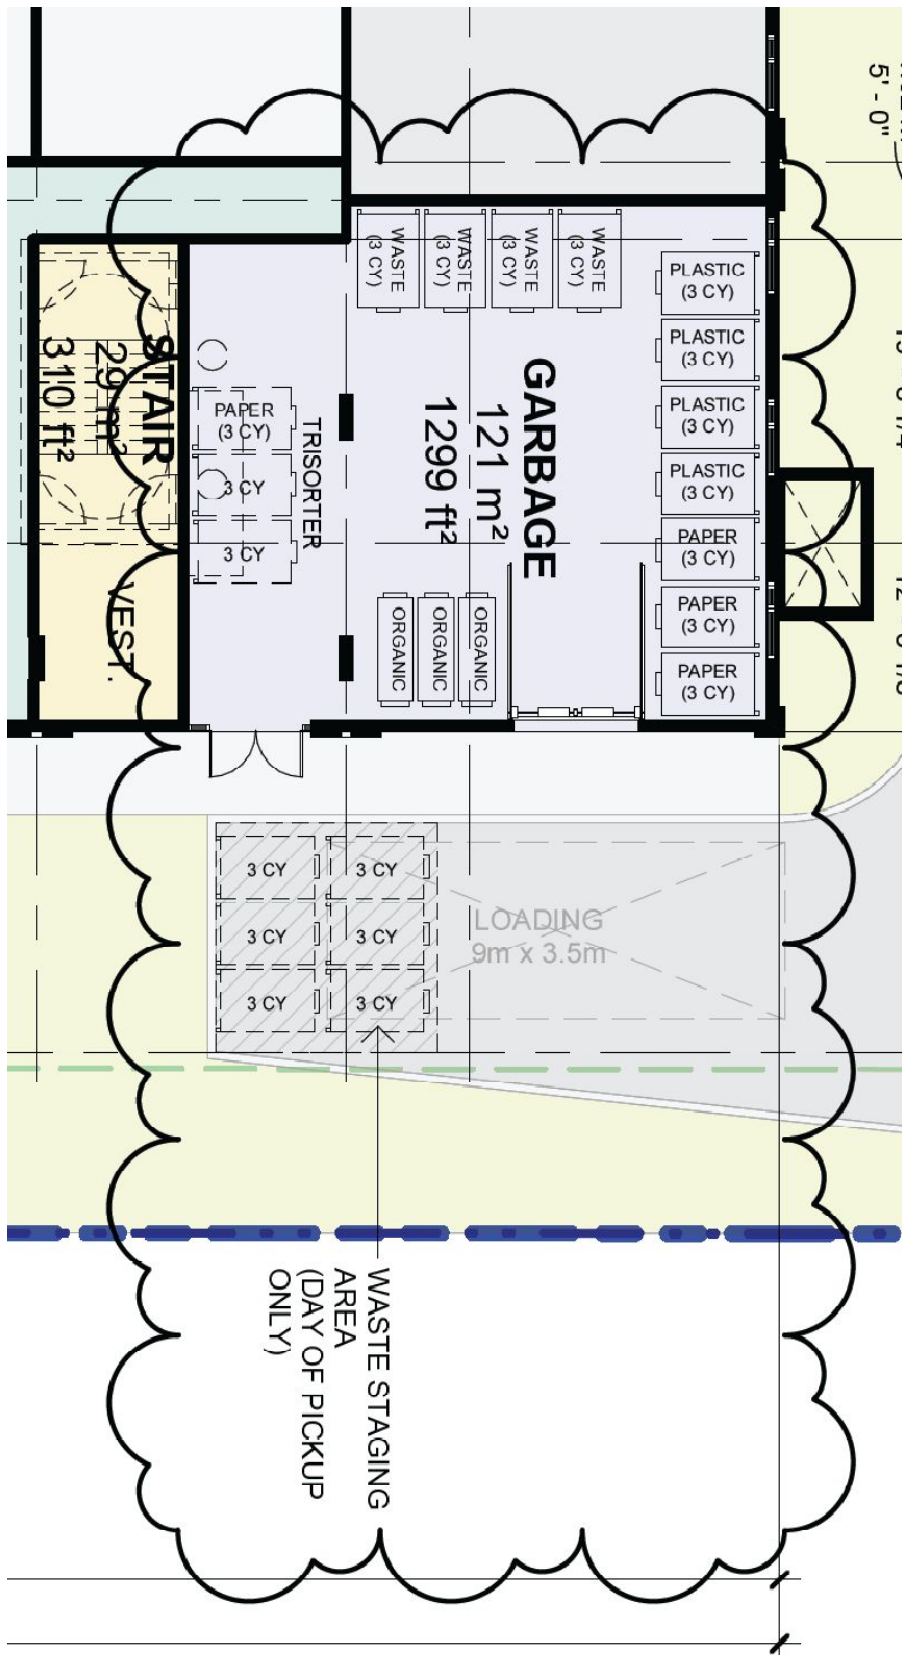 5' - 0"
WASTE
(3 CY)
WASTE
(3 CY)
WASTE
(3 CY)
WASTE
(3 CY)
PLASTIC
(3 CY)
PLASTIC
(3 CY)
PLASTIC
(3 CY)
PLASTIC
(3 CY)
PAPER
(3 CY)
PAPER
(3 CY)
PAPER
(3 CY)
GARBAGE
121 m²
1299 ft²
STAIR
29 m²
310 ft²
VEST.
TRISORTER
PAPER
(3 CY)
3 CY
3 CY
ORGANIC
ORGANIC
ORGANIC
3 CY
3 CY
3 CY
3 CY
3 CY
3 CY
LOADING
9m x 3.5m
WASTE STAGING
AREA
(DAY OF PICKUP
ONLY)